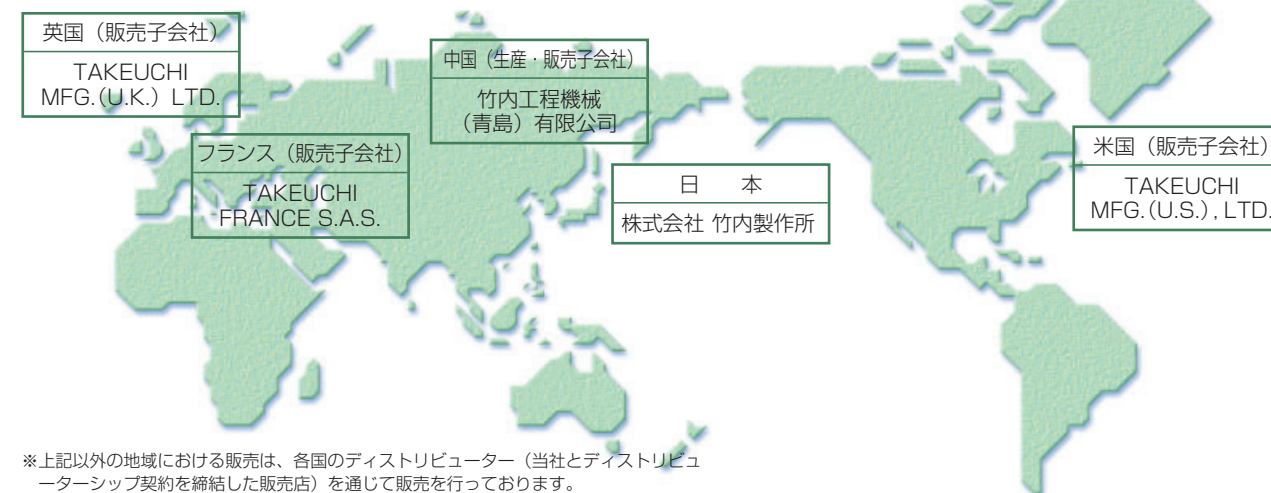 英国（販売子会社）
TAKEUCHI
MFG.(U.K.) LTD.
中国（生産・販売子会社）
竹内工程機械
（青島）有限公司
フランス（販売子会社）
TAKEUCHI
FRANCE S.A.S.
日　本
株式会社 竹内製作所
米国（販売子会社）
TAKEUCHI
MFG.(U.S.), LTD.
※上記以外の地域における販売は、各国のディストリビューター（当社とディストリビュ
ーターシップ契約を締結した販売店）を通じて販売を行っております。